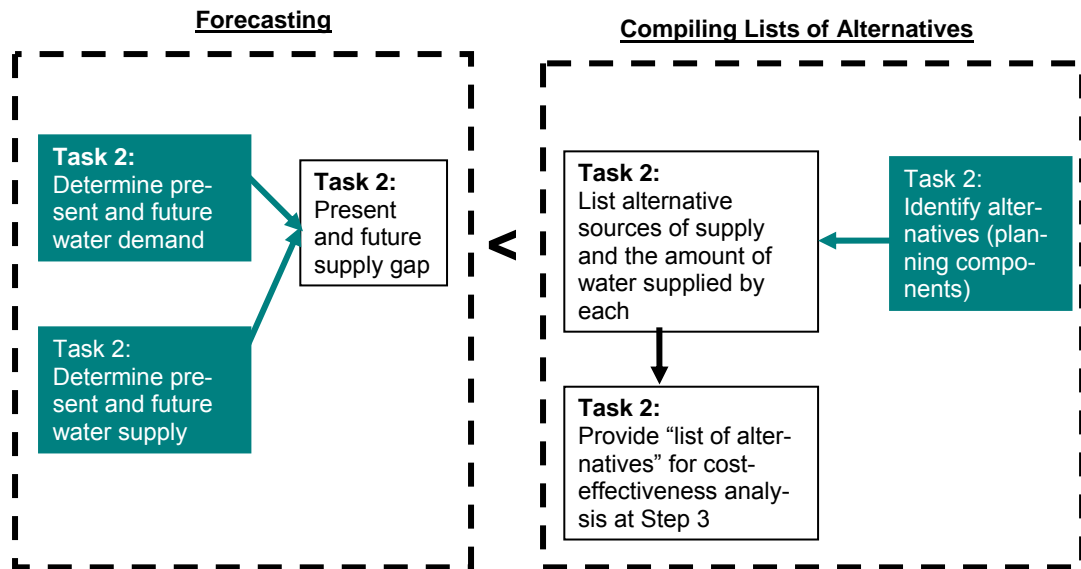 Forecasting
Task 2:
Determine pre-
sent and future
water demand
Task 2:
Determine pre-
sent and future
water supply
Task 2:
Present
and future
supply gap
<
Compiling Lists of Alternatives
Task 2:
List alternative
sources of supply
and the amount of
water supplied by
each
Task 2:
Identify alter-
natives (plan-
ning compone-
nts)
Task 2:
Provide “list of alter-
natives” for cost-
effectiveness analy-
sis at Step 3